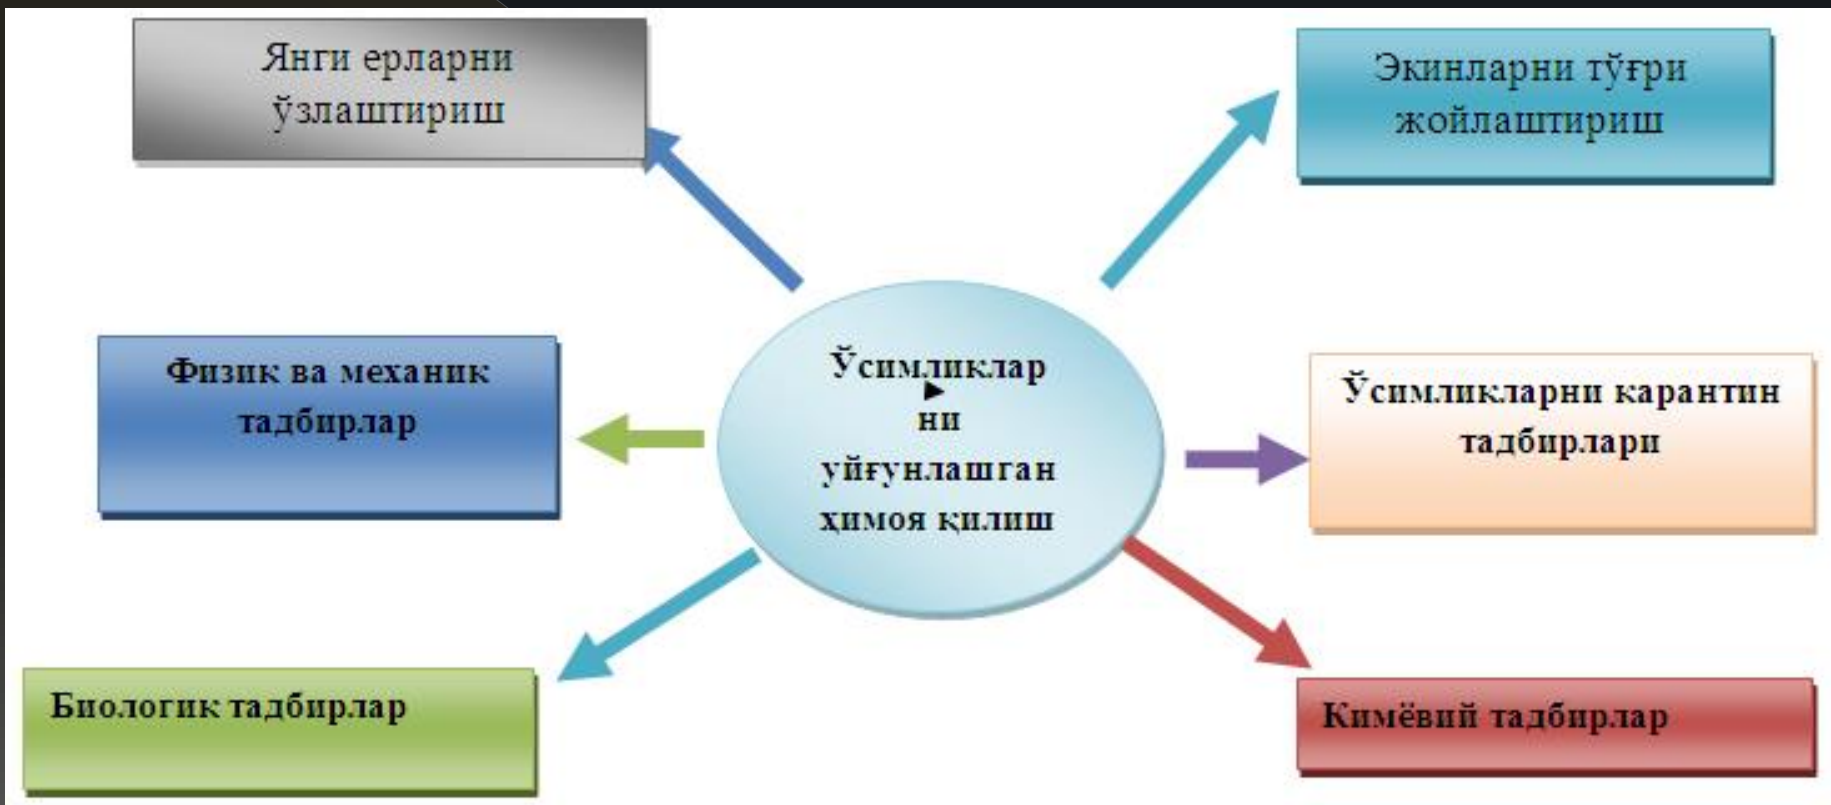 Янги ерларни
ўзлаштириш
Экинларни тўғри
жойлаштириш
Физик ва механик
тадбирлар
Ўсимликлар
ни
уйғунлашган
ҳимоя қилиш
Ўсимликларни карантин
тадбирлари
Биологик тадбирлар
Кимёвий тадбирлар